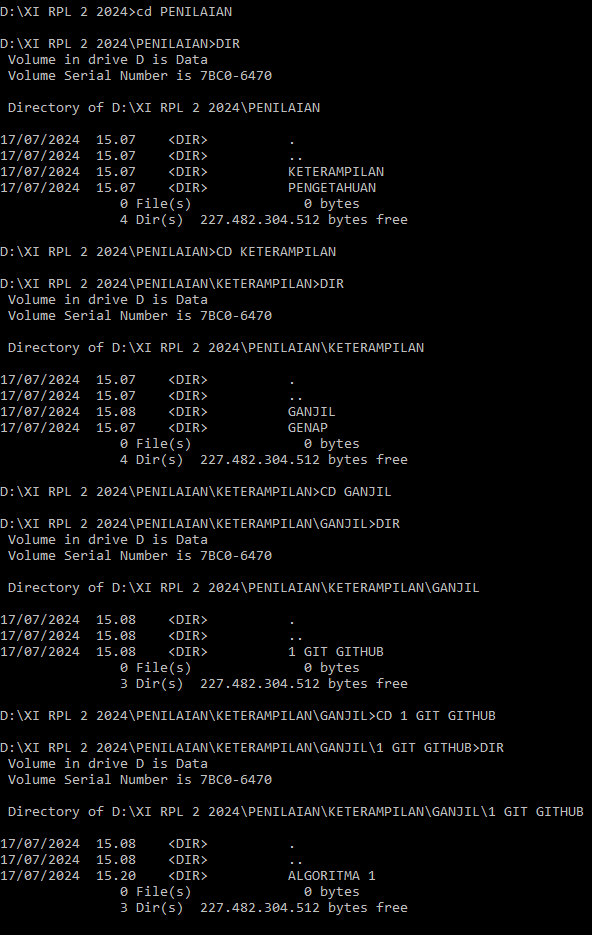 D:\XI RPL 2 2024>cd PENILAIAN
D:\XI RPL 2 2024\PENILAIAN>DIR
 Volume in drive D is Data
 Volume Serial Number is 7BC0-6470
 Directory of D:\XI RPL 2 2024\PENILAIAN
17/07/2024  15.07    <DIR>          .
17/07/2024  15.07    <DIR>          ..
17/07/2024  15.07    <DIR>          KETERAMPILAN
17/07/2024  15.07    <DIR>          PENGETAHUAN
               0 File(s)              0 bytes
               4 Dir(s)  227.482.304.512 bytes free
D:\XI RPL 2 2024\PENILAIAN>CD KETERAMPILAN
D:\XI RPL 2 2024\PENILAIAN\KETERAMPILAN>DIR
 Volume in drive D is Data
 Volume Serial Number is 7BC0-6470
 Directory of D:\XI RPL 2 2024\PENILAIAN\KETERAMPILAN
17/07/2024  15.07    <DIR>          .
17/07/2024  15.07    <DIR>          ..
17/07/2024  15.08    <DIR>          GANJIL
17/07/2024  15.07    <DIR>          GENAP
               0 File(s)              0 bytes
               4 Dir(s)  227.482.304.512 bytes free
D:\XI RPL 2 2024\PENILAIAN\KETERAMPILAN>CD GANJIL
D:\XI RPL 2 2024\PENILAIAN\KETERAMPILAN\GANJIL>DIR
 Volume in drive D is Data
 Volume Serial Number is 7BC0-6470
 Directory of D:\XI RPL 2 2024\PENILAIAN\KETERAMPILAN\GANJIL
17/07/2024  15.08    <DIR>          .
17/07/2024  15.08    <DIR>          ..
17/07/2024  15.08    <DIR>          1 GIT GITHUB
               0 File(s)              0 bytes
               3 Dir(s)  227.482.304.512 bytes free
D:\XI RPL 2 2024\PENILAIAN\KETERAMPILAN\GANJIL>CD 1 GIT GITHUB
D:\XI RPL 2 2024\PENILAIAN\KETERAMPILAN\GANJIL\1 GIT GITHUB>DIR
 Volume in drive D is Data
 Volume Serial Number is 7BC0-6470
 Directory of D:\XI RPL 2 2024\PENILAIAN\KETERAMPILAN\GANJIL\1 GIT GITHUB
17/07/2024  15.08    <DIR>          .
17/07/2024  15.08    <DIR>          ..
17/07/2024  15.20    <DIR>          ALGORITMA 1
               0 File(s)              0 bytes
               3 Dir(s)  227.482.304.512 bytes free